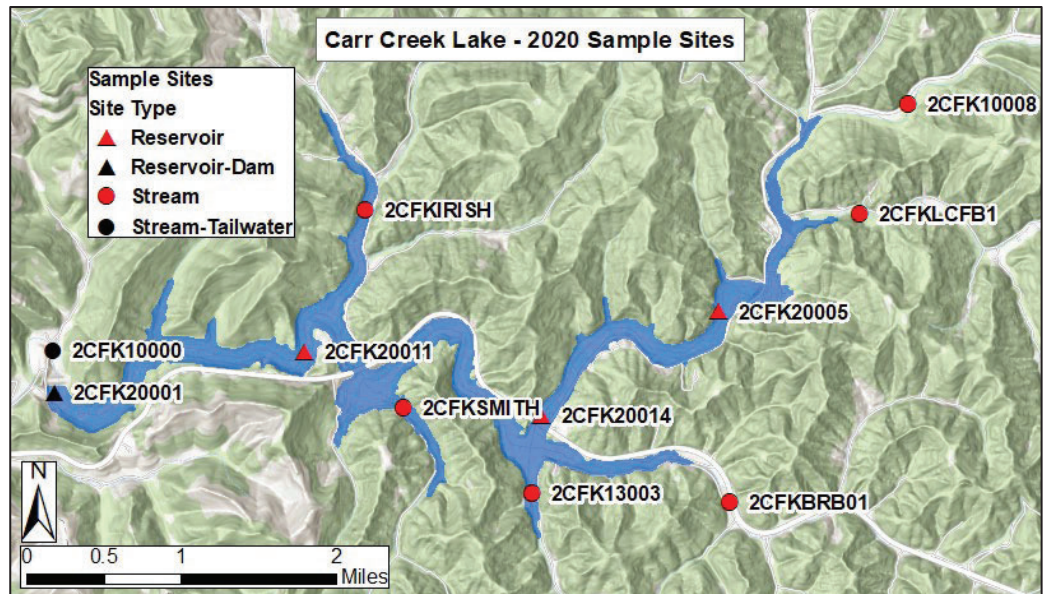 Carr Creek Lake - 2020 Sample Sites
Sample Sites
Site Type
Reservoir
Reservoir-Dam
Stream
Stream-Tailwater
2CFK10008
2CFKIRISH
2CFKLCFB1
2CFK20005
2CFK10000
2CFK20011
2CFK20001
2CFKSMITH
2CFK20014
2CFK13003
2CFKBRB01
N
0 0.5 1 2
Miles